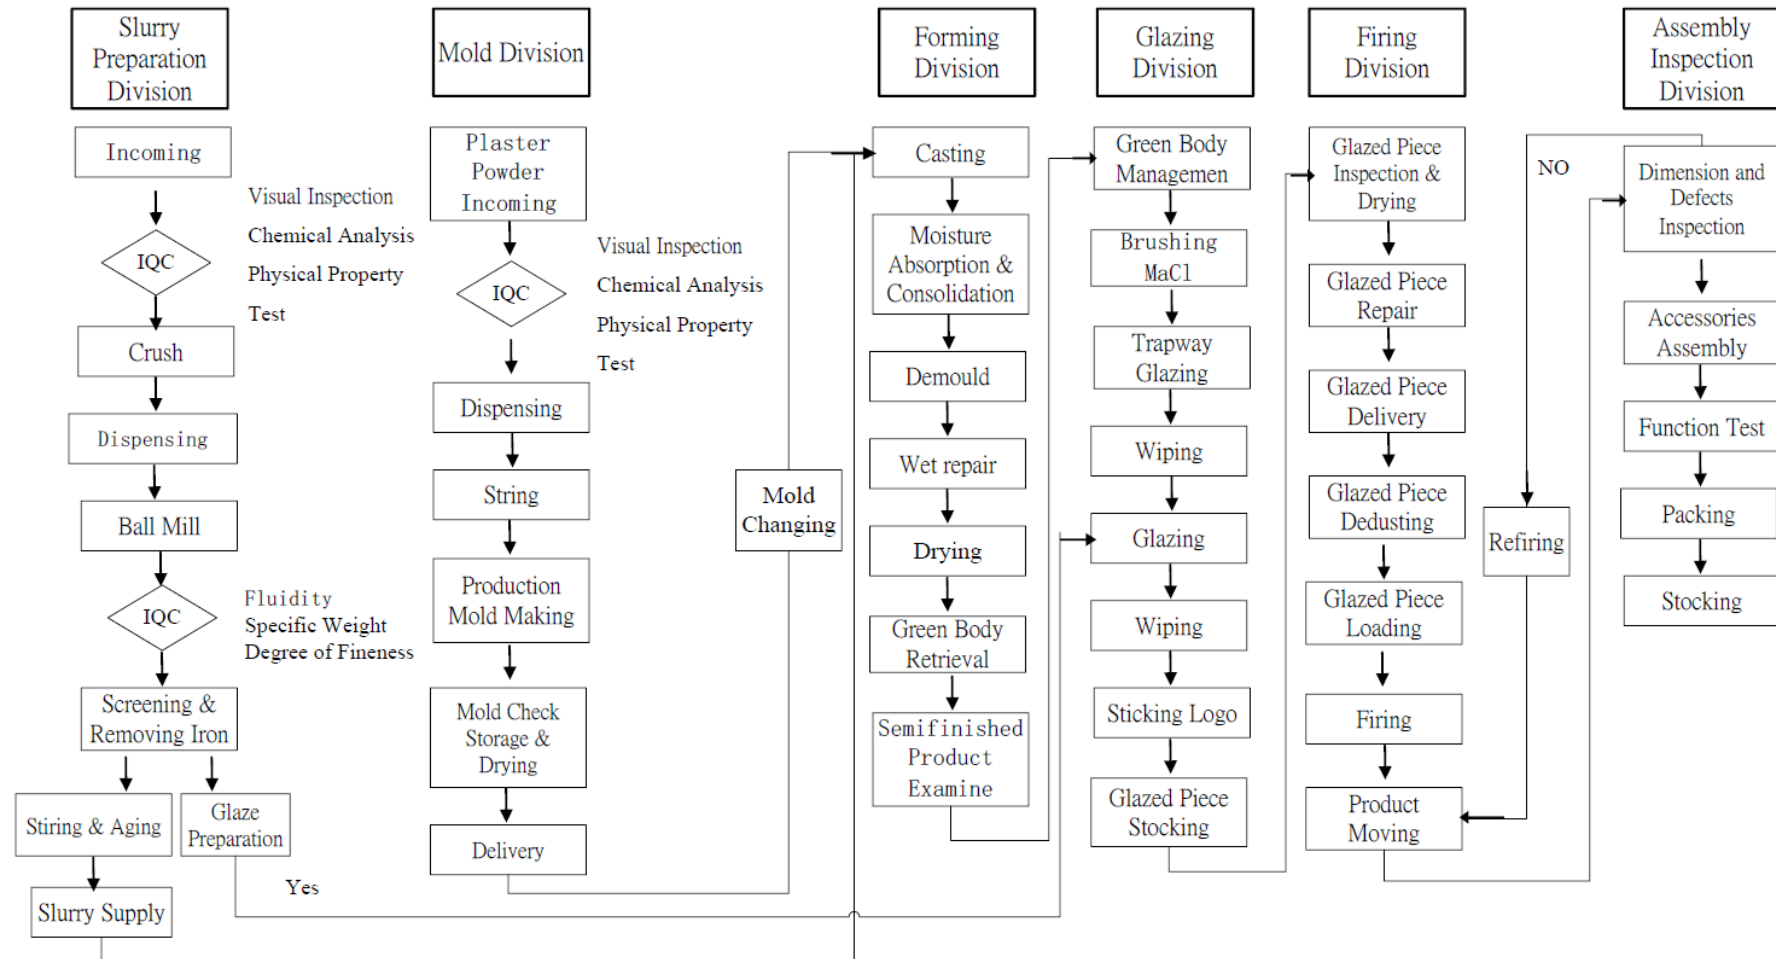 Slurry
Preparation
Division
Incoming
Visual Inspection
Chemical Analysis
IQC
Physical Property
Test
Crush
Dispensing
Ball Mill
IQC
Fluidity
Specific Weight
Degree of Fineness
Screening &
Removing Iron
Stiring & Aging
Glaze
Preparation
Yes
Slurry Supply
Mold Division
Plaster
Powder
Incoming
Visual Inspection
Chemical Analysis
IQC
Physical Property
Test
Dispensing
String
Production
Mold Making
Mold Check
Storage &
Drying
Delivery
Mold
Changing
Forming
Division
Casting
Moisture
Absorption &
Consolidation
Demould
Wet repair
Drying
Green Body
Retrieval
Semifinished
Product
Examine
Glazing
Division
Green Body
Managemen
Brushing
MaCl
Trapway
Glazing
Wiping
Glazing
Wiping
Sticking Logo
Glazed Piece
Stocking
Firing
Division
Glazed Piece
Inspection &
Drying
Glazed Piece
Repair
Glazed Piece
Delivery
Glazed Piece
Dedusting
Glazed Piece
Loading
Firing
Product
Moving
NO
Refiring
Assembly
Inspection
Division
Dimension and
Defects
Inspection
Accessories
Assembly
Function Test
Packing
Stocking